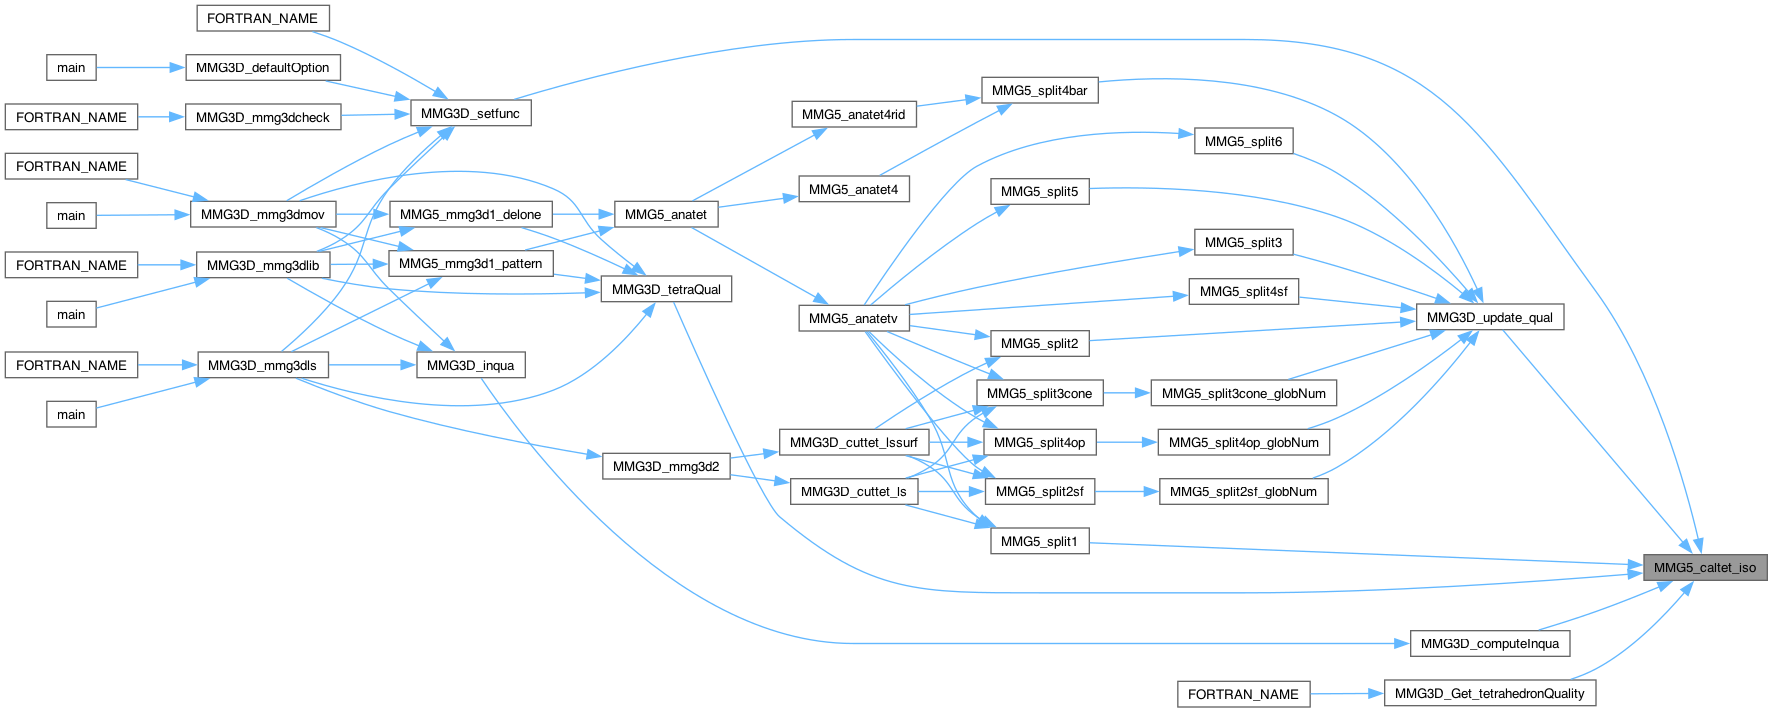 FORTRAN_NAME
main
MMG3D_defaultOption
FORTRAN_NAME
MMG3D_mmg3dcheck
MMG3D_setfunc
FORTRAN_NAME
main
MMG3D_mmg3dmov
FORTRAN_NAME
MMG3D_mmg3dlib
main
FORTRAN_NAME
MMG3D_mmg3dls
main
MMG5_mmg3d1_delone
MMG5_mmg3d1_pattern
MMG3D_inqua
MMG5_anatet
MMG3D_tetraQual
MMG3D_mmg3d2
MMG5_anatet4rid
MMG5_anatet4
MMG5_anatetv
MMG3D_cuttet_lssurf
MMG3D_cuttet_ls
MMG5_split4bar
MMG5_split5
MMG5_split2
MMG5_split3cone
MMG5_split4op
MMG5_split2sf
MMG5_split1
MMG5_split6
MMG5_split3
MMG5_split4sf
MMG5_split3cone_globNum
MMG5_split4op_globNum
MMG5_split2sf_globNum
MMG3D_update_qual
MMG5_caltet_iso
MMG3D_computeInqua
FORTRAN_NAME
MMG3D_Get_tetrahedronQuality